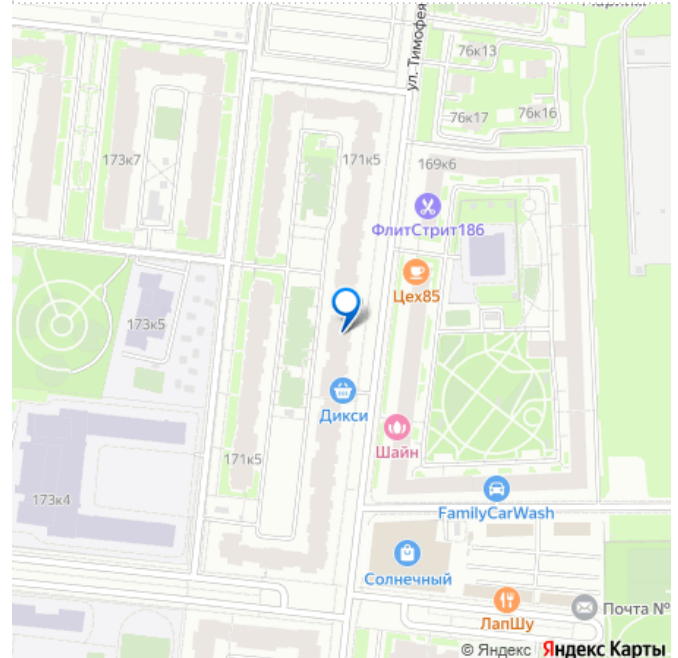 76к13
ул. Тимофея
76к17
76к16
173к7
171к5
169к6
ФлитСтрит186
Цех85
173к5
Дикси
Шайн
171к5
173к4
FamilyCarWash
Солнечный
ЛапШу
Почта №
© Яндекс Яндекс Карты